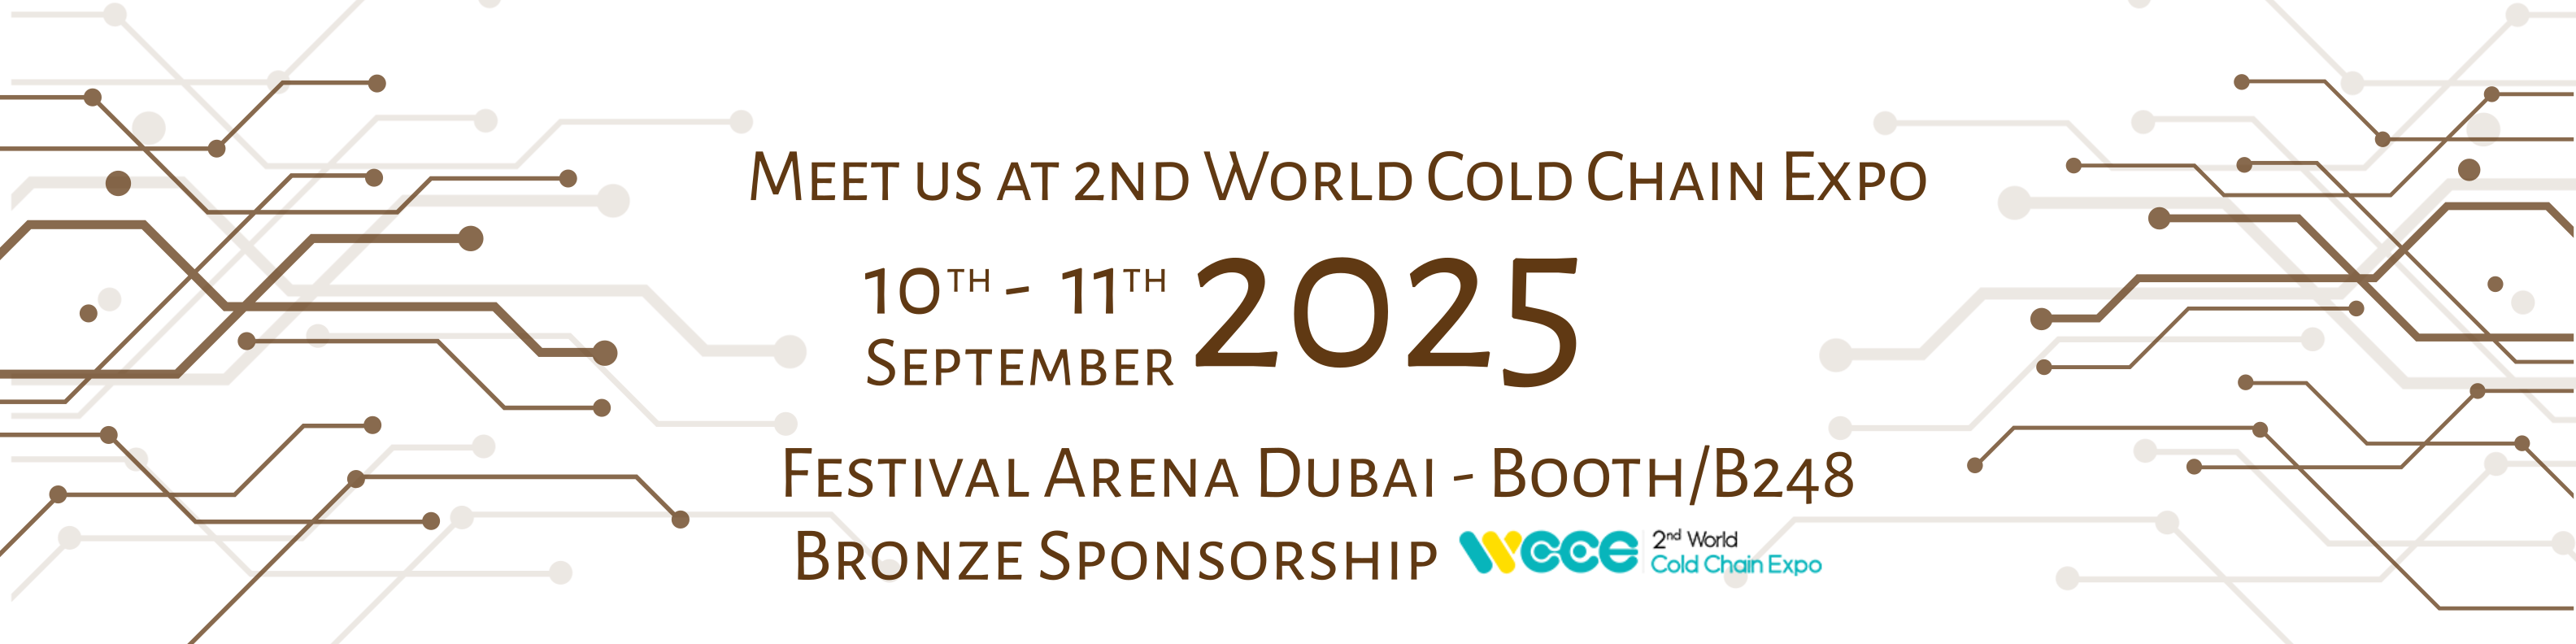 Meet us at 2nd World Cold Chain Expo
10th - 11th
September 2025
Festival Arena Dubai - Booth/B248
Bronze Sponsorship wcce 2nd World
Cold Chain Expo